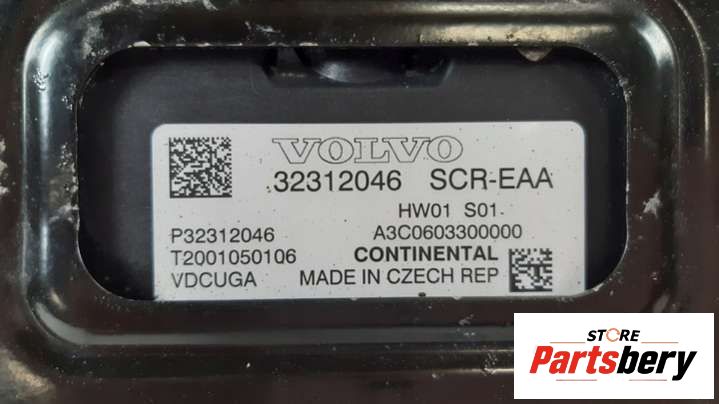 VOLVO
32312046 SCR-EAA
HW01 S01
P32312046 A3C0603300000
T2001050106 CONTINENTAL
VDCUGA MADE IN CZECH REP
STORE
Partsbery